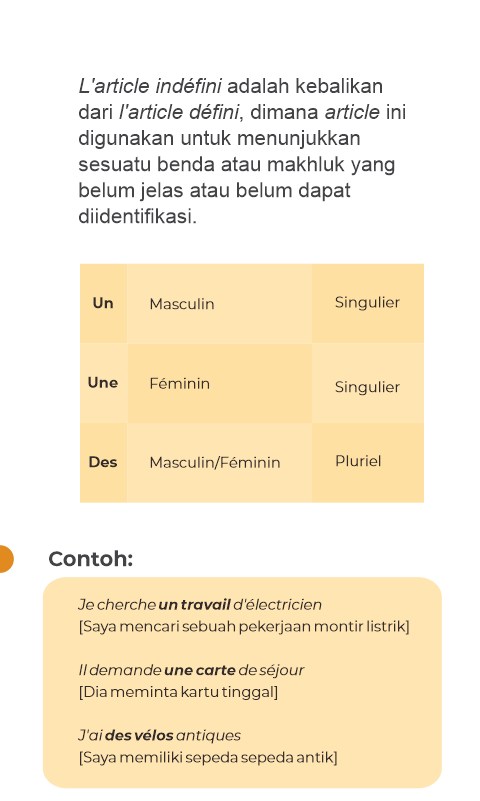 L'article indéfini adalah kebalikan
dari l'article défini, dimana article ini
digunakan untuk menunjukkan
sesuatu benda atau makhluk yang
belum jelas atau belum dapat
diidentifikasi.
Un Masculin Singulier
Une Féminin Singulier
Des Masculin/Féminin Pluriel
Contoh:
Je cherche un travail d'électricien
[Saya mencari sebuah pekerjaan montir listrik]
Il demande une carte de séjour
[Dia meminta kartu tinggal]
J'ai des vélos antiques
[Saya memiliki sepeda sepeda antik]